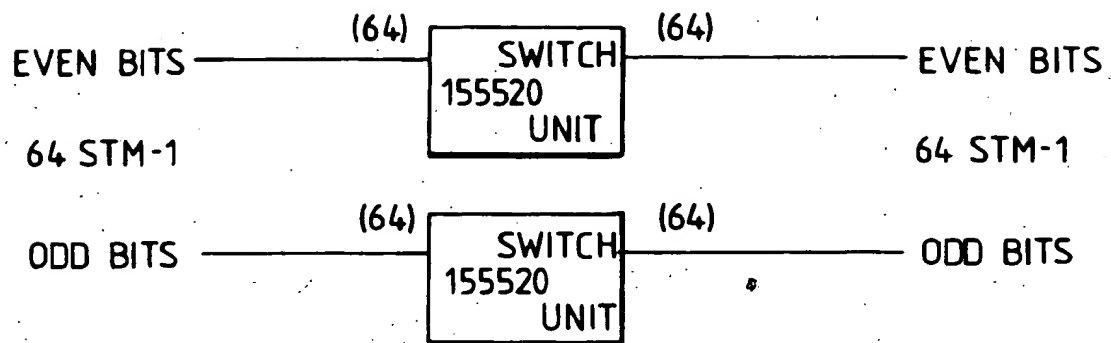 (64) (64)
EVEN BITS SWITCH EVEN BITS
155520
UNIT
64 STM-1 64 STM-1
(64) (64)
ODD BITS SWITCH ODD BITS
155520
UNIT